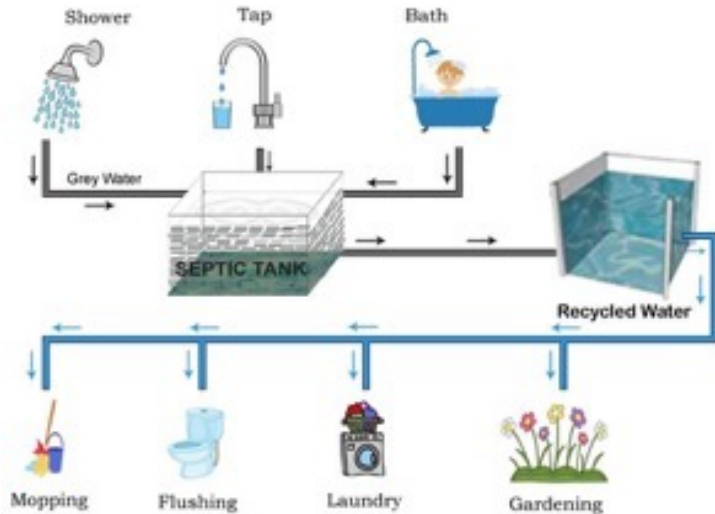 Shower
Tap
Bath
Grey Water
SEPTIC TANK
Recycled Water
Mopping
Flushing
Laundry
Gardening